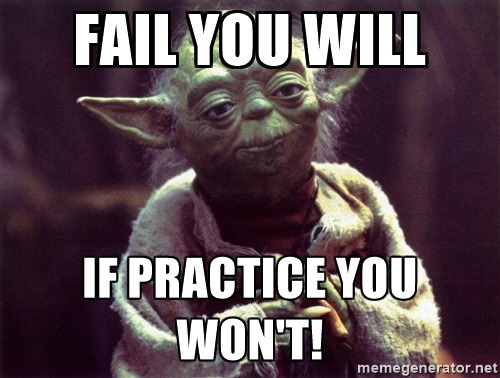 FAIL YOU WILL
IF PRACTICE YOU
WON'T!
memegenerator.net